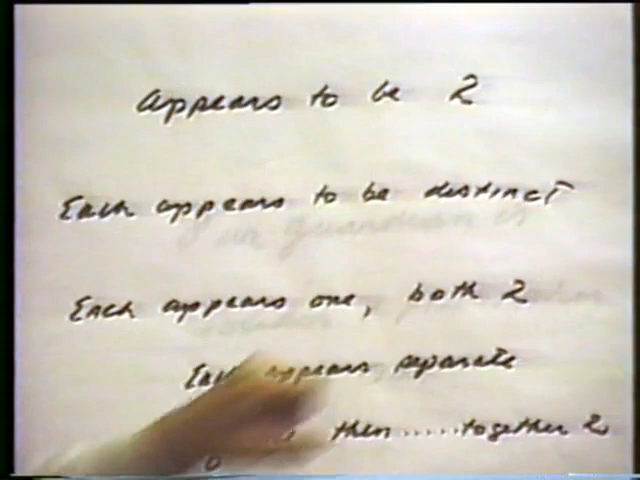 appears to be 2
Each appears to be distinct
Each appears one, both 2
Each appears separate
then.....together 2